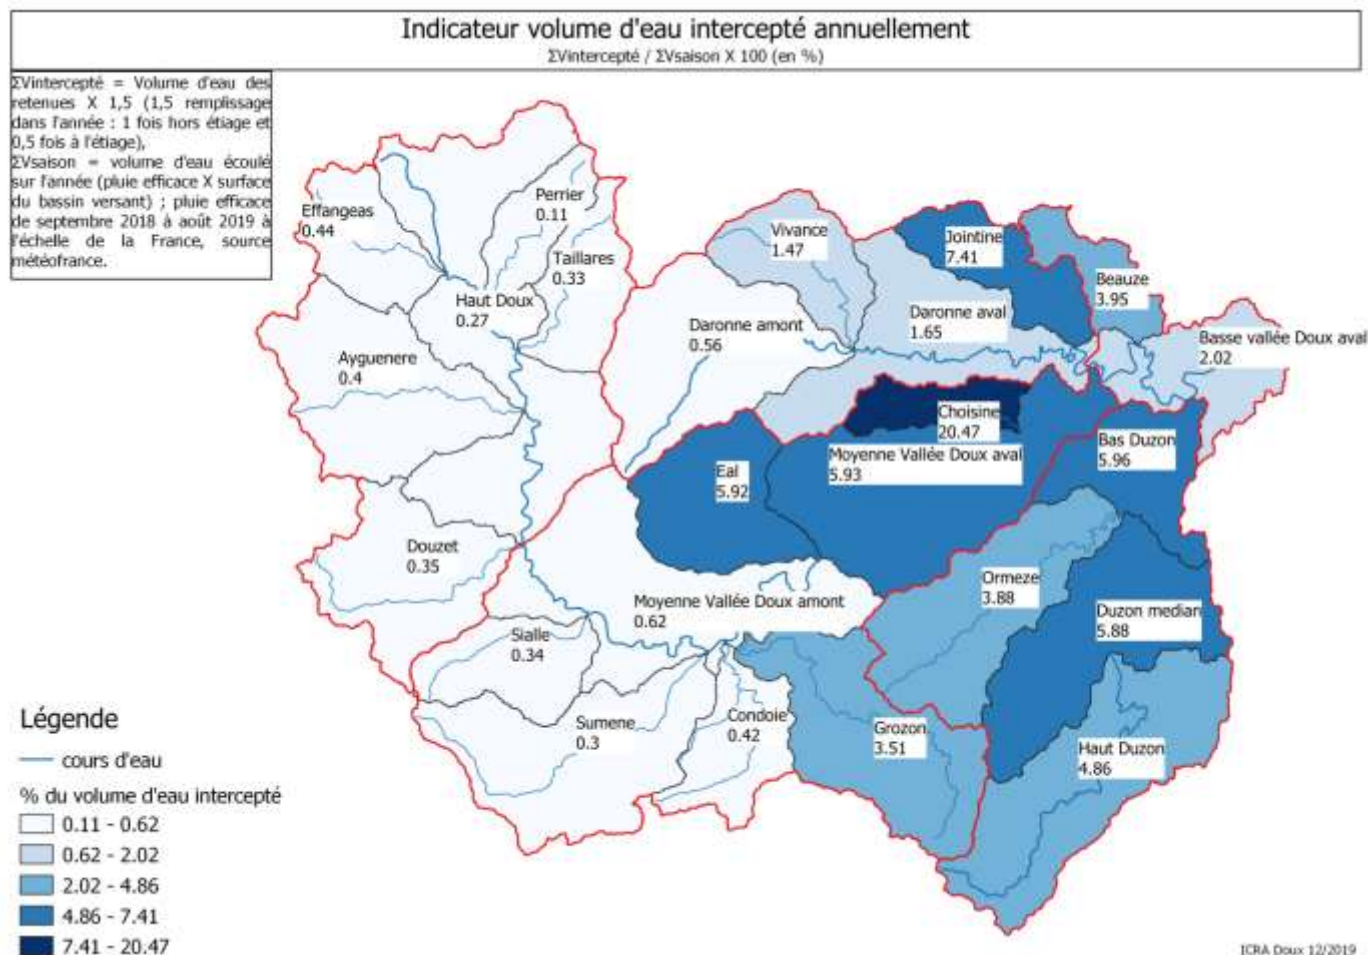 Indicateur volume d'eau intercepté annuellement
ΣVintercepté / ΣVsaison X 100 (en %)
ΣVintercepté = Volume d'eau des
retenues X 1,5 (1,5 remplissage
dans l'année : 1 fois hors étiage et
0,5 fois à l'étiage),
ΣVsaison = volume d'eau écoulé
sur l'année (pluie efficace X surface
du bassin versant) ; pluie efficace
de septembre 2018 à août 2019 à
l'échelle de la France, source
météofrance.
Effangeas
0.44
Perrier
0.11
Taillares
0.33
Haut Doux
0.27
Ayguenere
0.4
Douzet
0.35
Vivance
1.47
Jointine
7.41
Beauze
3.95
Daronne amont
0.56
Daronne aval
1.65
Basse vallée Doux aval
2.02
Choisine
20.47
Moyenne Vallée Doux aval
5.93
Bas Duzon
5.96
Eal
5.92
Ormeze
3.88
Duzon median
5.88
Moyenne Vallée Doux amont
0.62
Sialle
0.34
Sumene
0.3
Condoie
0.42
Grozon
3.51
Haut Duzon
4.86
Légende
cours d'eau
% du volume d'eau intercepté
0.11 - 0.62
0.62 - 2.02
2.02 - 4.86
4.86 - 7.41
7.41 - 20.47
ICRA Doux 12/2019